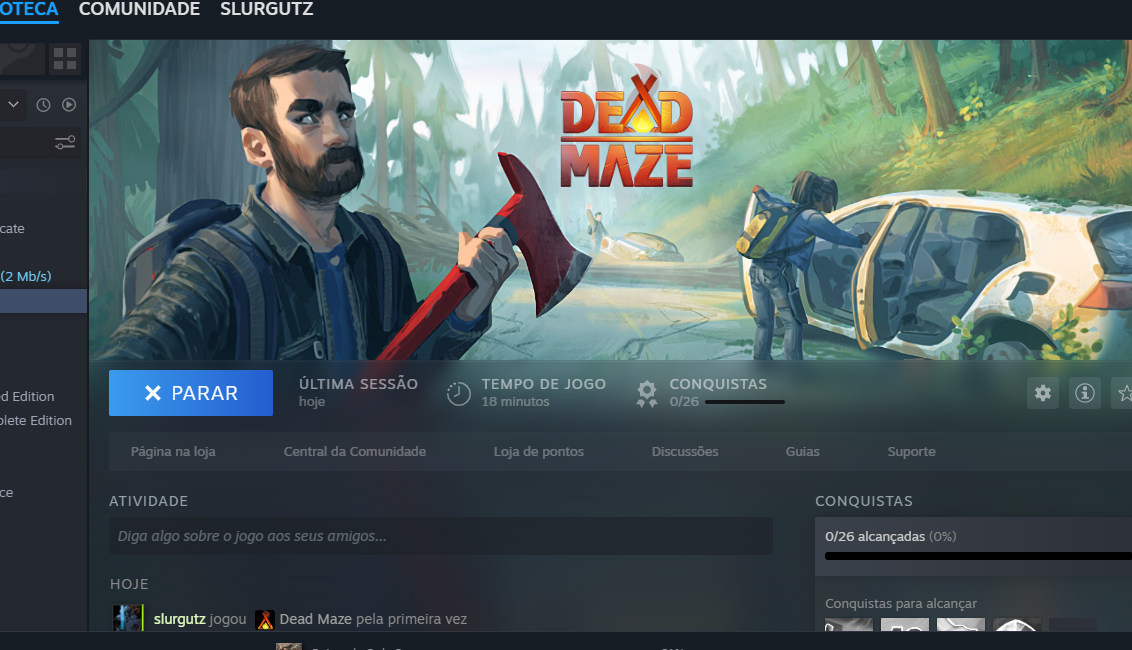 OTECA COMUNIDADE SLURGUTZ
DEAD
MAZE
cate
(2 Mb/s)
ed Edition
plete Edition
ce
PARAR
ÚLTIMA SESSÃO
hoje
TEMPO DE JOGO
18 minutos
CONQUISTAS
0/26
Página na loja Central da Comunidade Loja de pontos Discussões Guias Suporte
ATIVIDADE
Diga algo sobre o jogo aos seus amigos...
HOJE
slurgutz jogou Dead Maze pela primeira vez
CONQUISTAS
0/26 alcançadas (0%)
Conquistas para alcançar